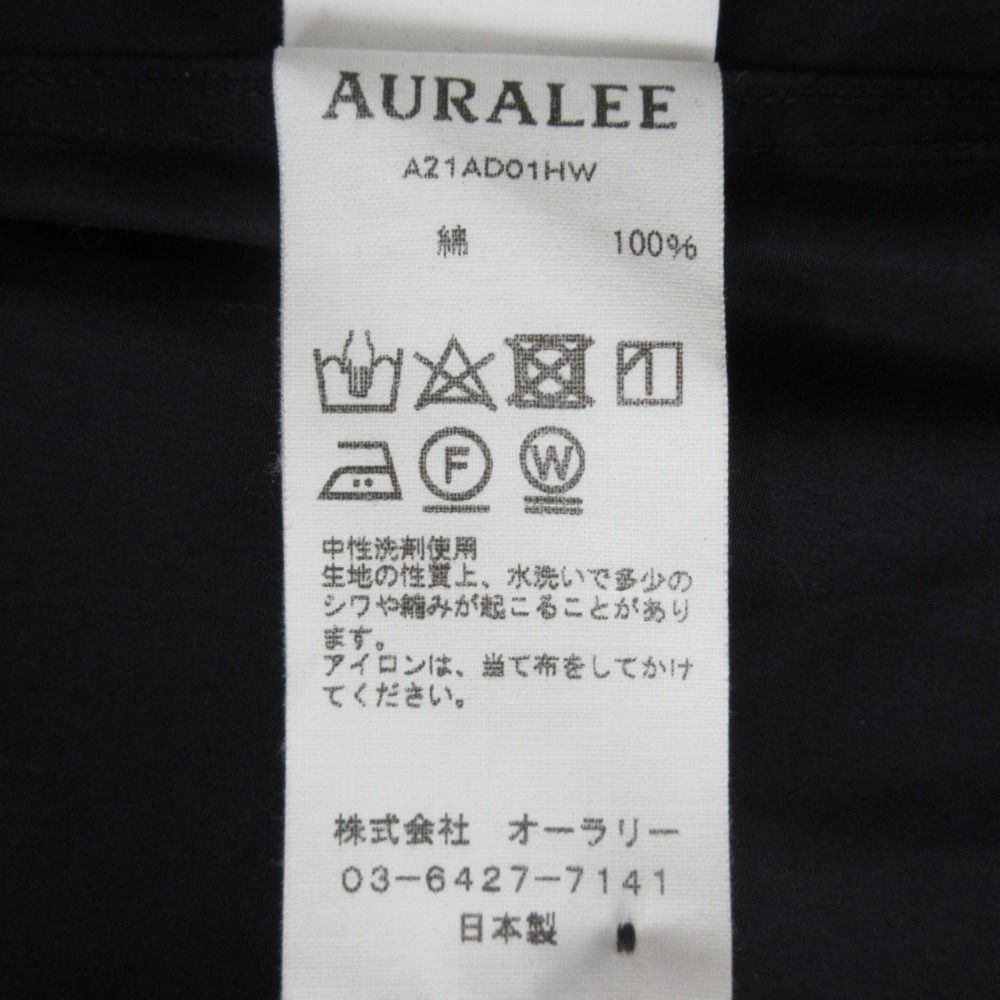 AURALEE
A21AD01HW
綿 100%
F W
中性洗剤使用
生地の性質上、水洗いで多少の
シワや縮みが起こることがあり
ます。
アイロンは、当て布をしてかけ
てください。
株式会社 オーラリー
03-6427-7141
日本製